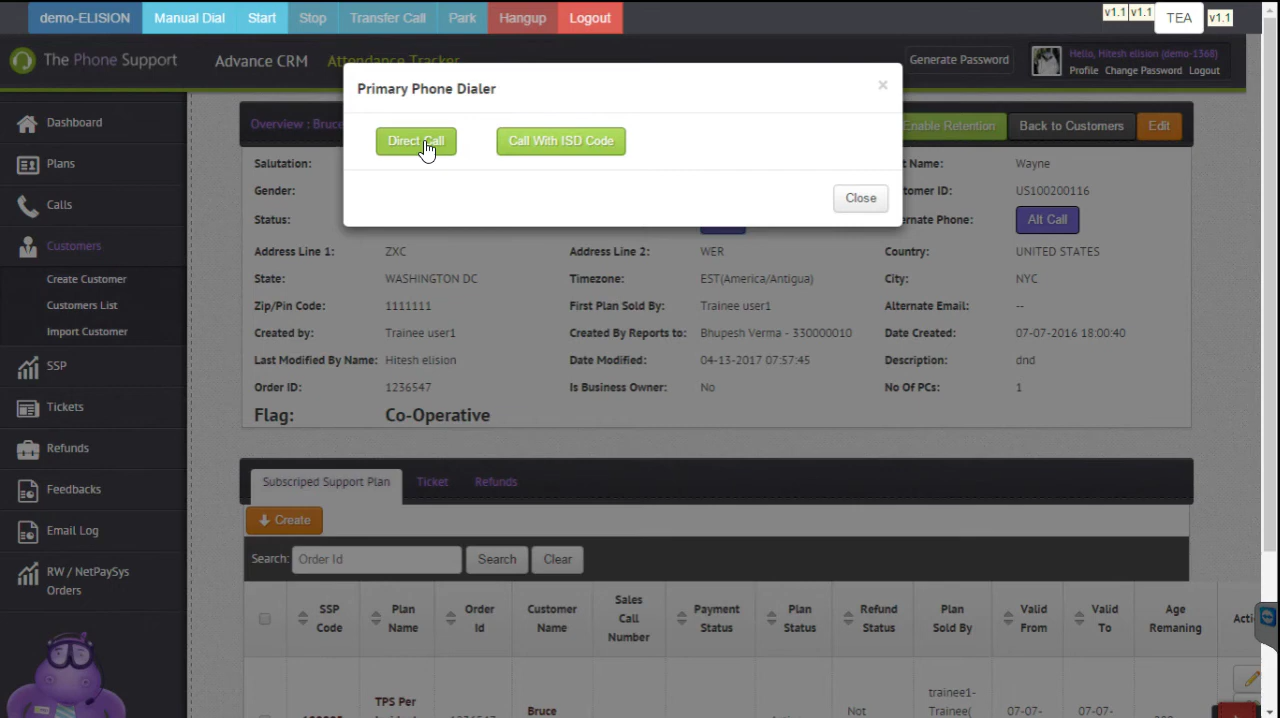 demo-ELISION Manual Dial Start Stop Transfer Call Park Hangup Logout v1.1 v1.1 TEA v1.1
The Phone Support Advance CRM Attendance Tracker Generate Password Hello, Hitesh elision (demo-1368)
Profile Change Password Logout
Primary Phone Dialer ×
Direct Call Call With ISD Code
Close
Dashboard
Plans
Calls
Customers
Create Customer
Customers List
Import Customer
SSP
Tickets
Refunds
Feedbacks
Email Log
RW / NetPaySys
Orders
Overview : Bruce Enable Retention Back to Customers Edit
Salutation: Name: Wayne
Gender: tomer ID: US100200116
Status: ernate Phone: Alt Call
Address Line 1: ZXC Address Line 2: WER Country: UNITED STATES
State: WASHINGTON DC Timezone: EST(America/Antigua) City: NYC
Zip/Pin Code: 1111111 First Plan Sold By: Trainee user1 Alternate Email: --
Created by: Trainee user1 Created By Reports to: Bhupesh Verma - 330000010 Date Created: 07-07-2016 18:00:40
Last Modified By Name: Hitesh elision Date Modified: 04-13-2017 07:57:45 Description: dnd
Order ID: 1236547 Is Business Owner: No No Of PCs: 1
Flag: Co-Operative
Subscriped Support Plan Ticket Refunds
Create
Search: Order Id Search Clear
SSP Code Plan Name Order Id Customer Name Sales Call Number Payment Status Plan Status Refund Status Plan Sold By Valid From Valid To Age Remaining Acti
TPS Per Bruce Not trainee1- Trainee( 07-07- 07-07-